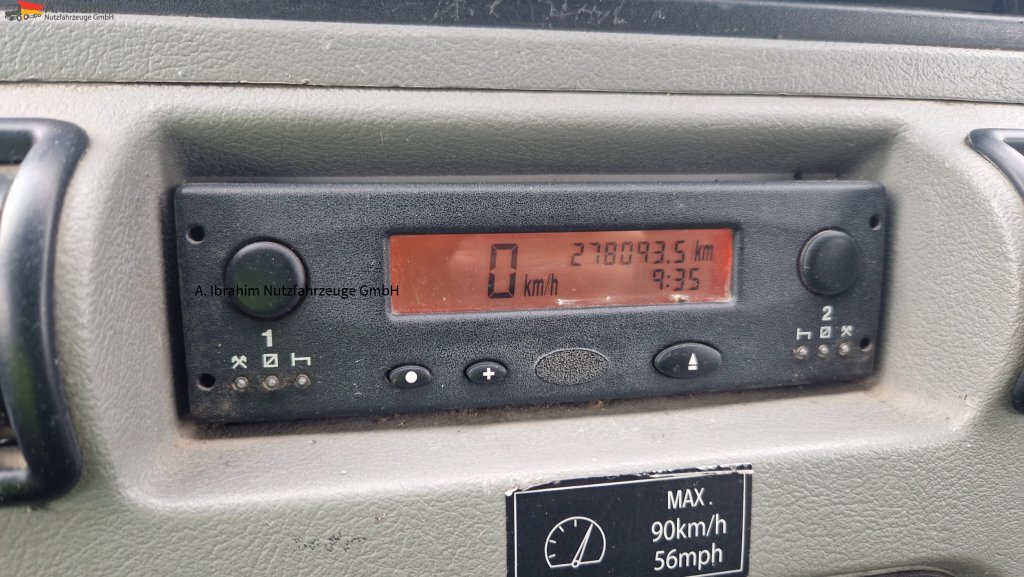 Nutzfahrzeuge GmbH
0 km/h
278093.5 km
9:35
A. Ibrahim Nutzfahrzeuge GmbH
1
2
MAX.
90km/h
56mph